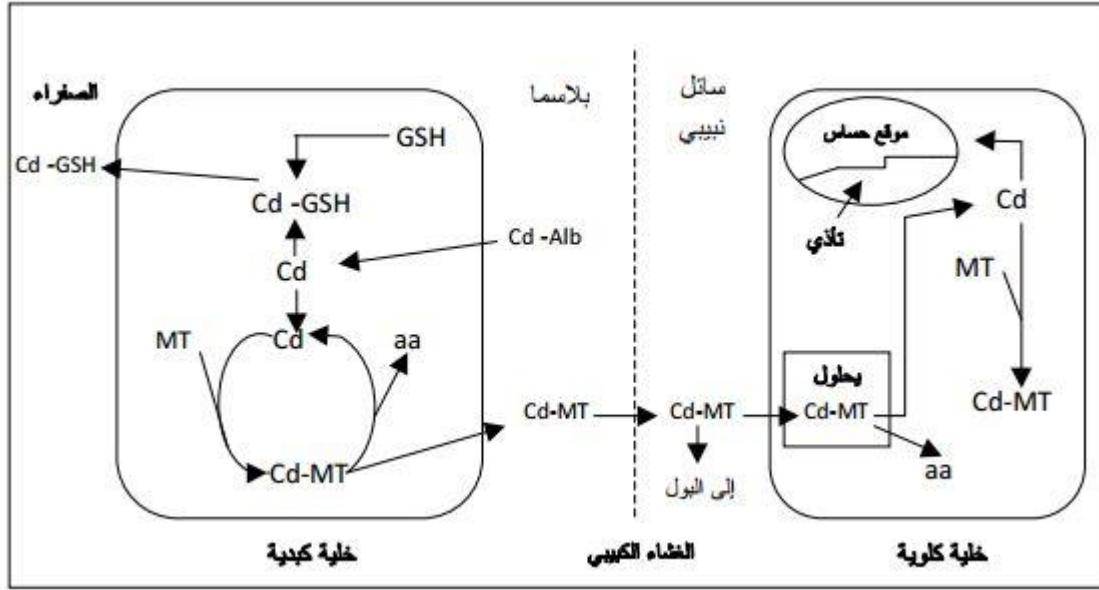 الصفراء
Cd -GSH
GSH
Cd -GSH
Cd
Cd
MT
aa
Cd-MT
خلية كبدية
بلاسما
Cd -Alb
Cd-MT
الغشاء الكبيبي
سائل
نبيبي
Cd-MT
إلى البول
موقع حساس
تأذي
Cd
MT
يحلول
Cd-MT
Cd-MT
aa
خلية كلوية